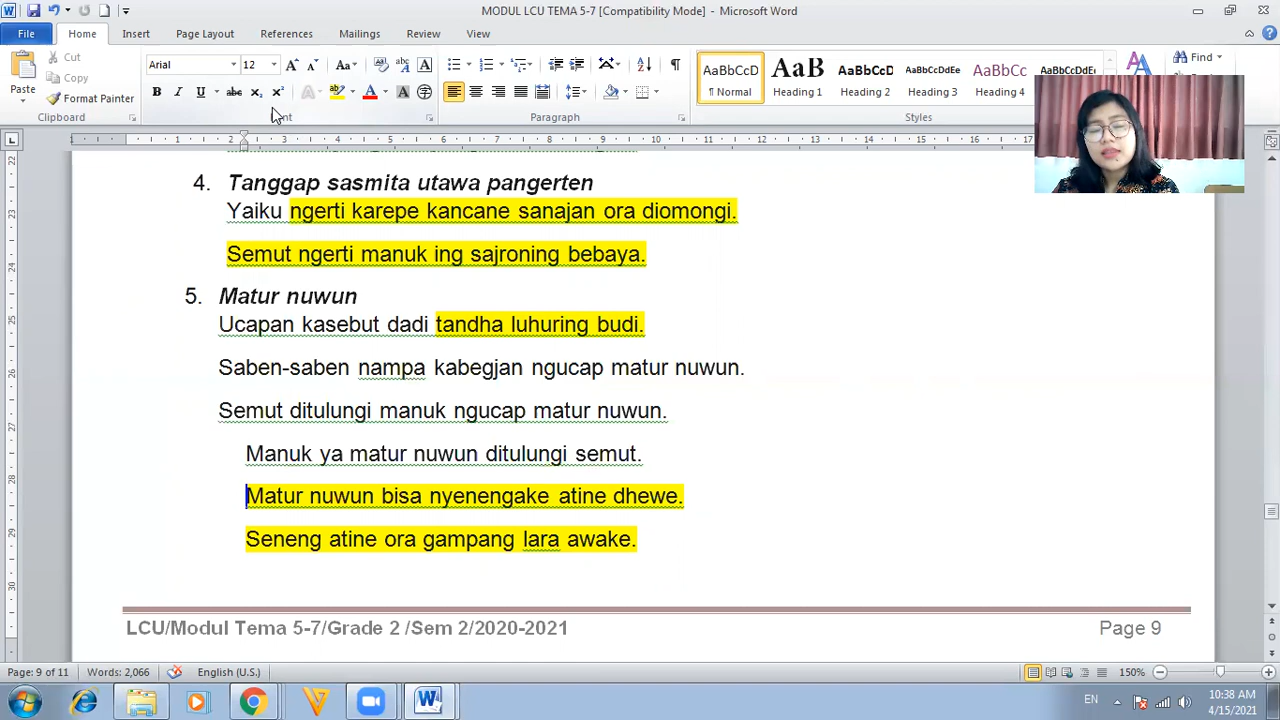 MODUL LCU TEMA 5-7 [Compatibility Mode] - Microsoft Word
File Home Insert Page Layout References Mailings Review View
Cut
Copy
Format Painter
Paste
Clipboard
Arial 12
Paragraph
AaBbCcD AaB AaBbCcD AaBbCcDdEe AaBbCc AaBbCcDdEe
¶ Normal Heading 1 Heading 2 Heading 3 Heading 4
Styles
Find
4. Tanggap sasmita utawa pangerten
Yaiku ngerti karepe kancane sanajan ora diomongi.
Semut ngerti manuk ing sajroning bebaya.
5. Matur nuwun
Ucapan kasebut dadi tandha luhuring budi.
Saben-saben nampa kabegjan ngucap matur nuwun.
Semut ditulungi manuk ngucap matur nuwun.
Manuk ya matur nuwun ditulungi semut.
Matur nuwun bisa nyenengake atine dhewe.
Seneng atine ora gampang lara awake.
LCU/Modul Tema 5-7/Grade 2 /Sem 2/2020-2021 Page 9
Page: 9 of 11 Words: 2,066 English (U.S.) 150%
EN 10:38 AM
4/15/2021